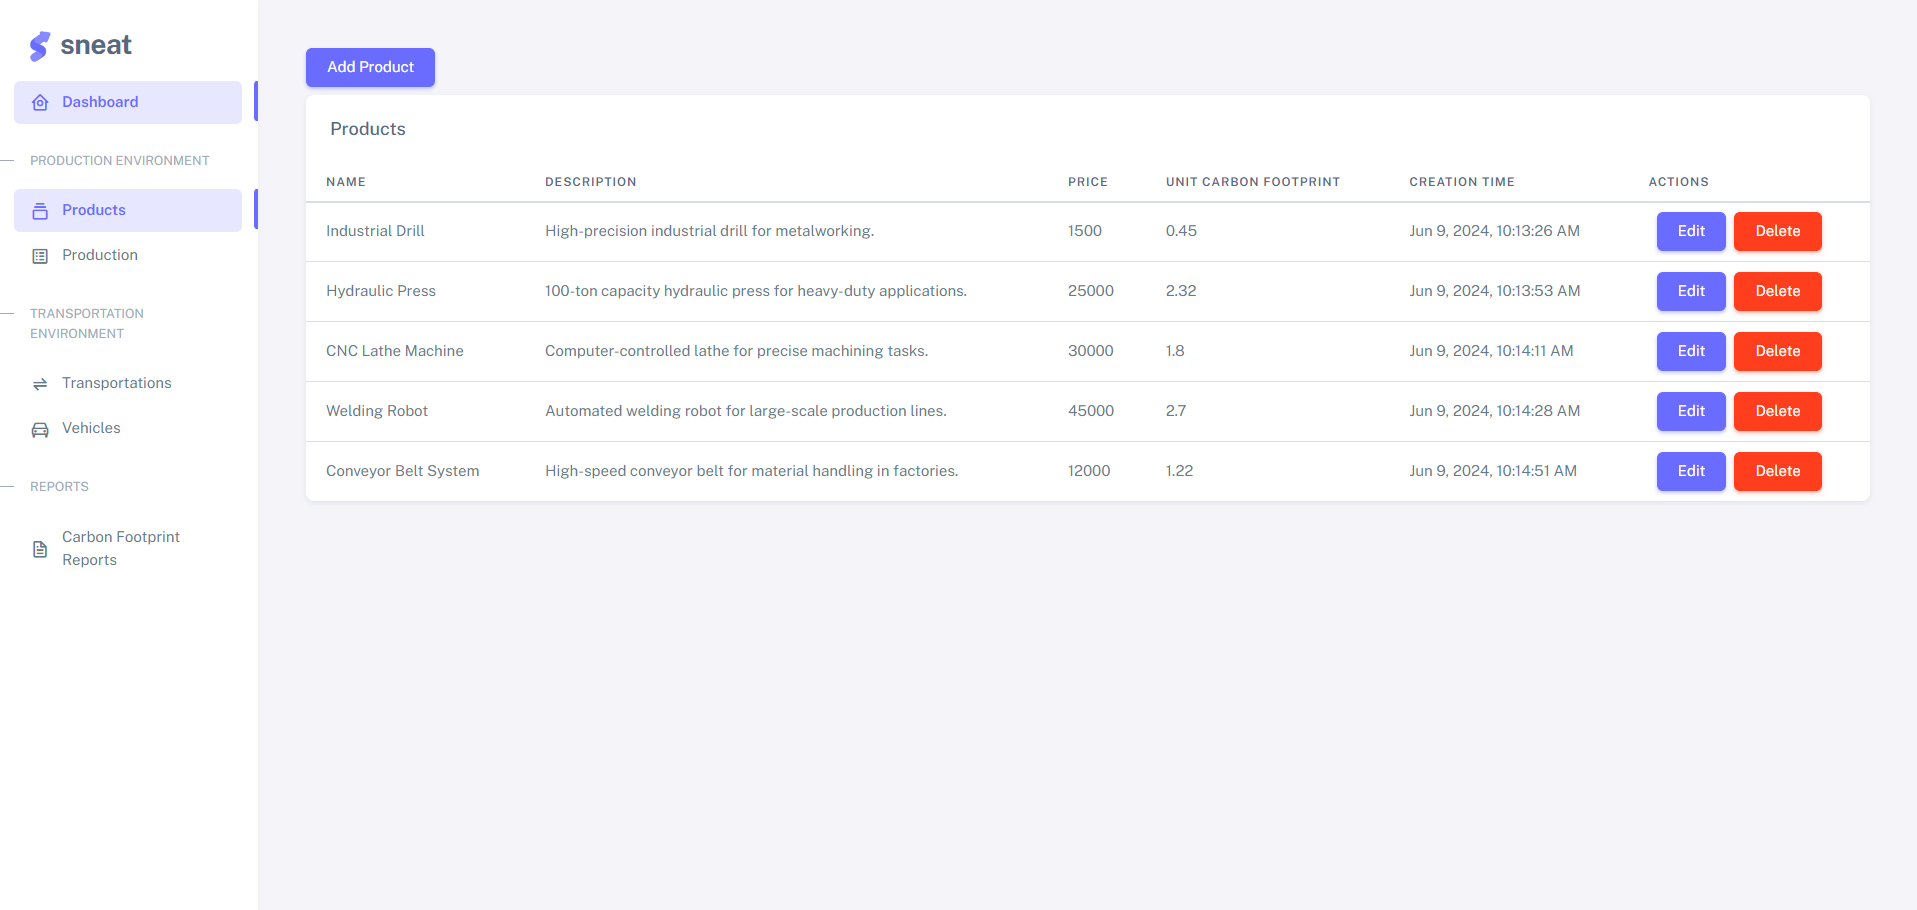 sneat
Dashboard
PRODUCTION ENVIRONMENT
Products
Production
TRANSPORTATION
ENVIRONMENT
Transportations
Vehicles
REPORTS
Carbon Footprint
Reports
Add Product
Products
NAME DESCRIPTION PRICE UNIT CARBON FOOTPRINT CREATION TIME ACTIONS
Industrial Drill High-precision industrial drill for metalworking. 1500 0.45 Jun 9, 2024, 10:13:26 AM Edit Delete
Hydraulic Press 100-ton capacity hydraulic press for heavy-duty applications. 25000 2.32 Jun 9, 2024, 10:13:53 AM Edit Delete
CNC Lathe Machine Computer-controlled lathe for precise machining tasks. 30000 1.8 Jun 9, 2024, 10:14:11 AM Edit Delete
Welding Robot Automated welding robot for large-scale production lines. 45000 2.7 Jun 9, 2024, 10:14:28 AM Edit Delete
Conveyor Belt System High-speed conveyor belt for material handling in factories. 12000 1.22 Jun 9, 2024, 10:14:51 AM Edit Delete